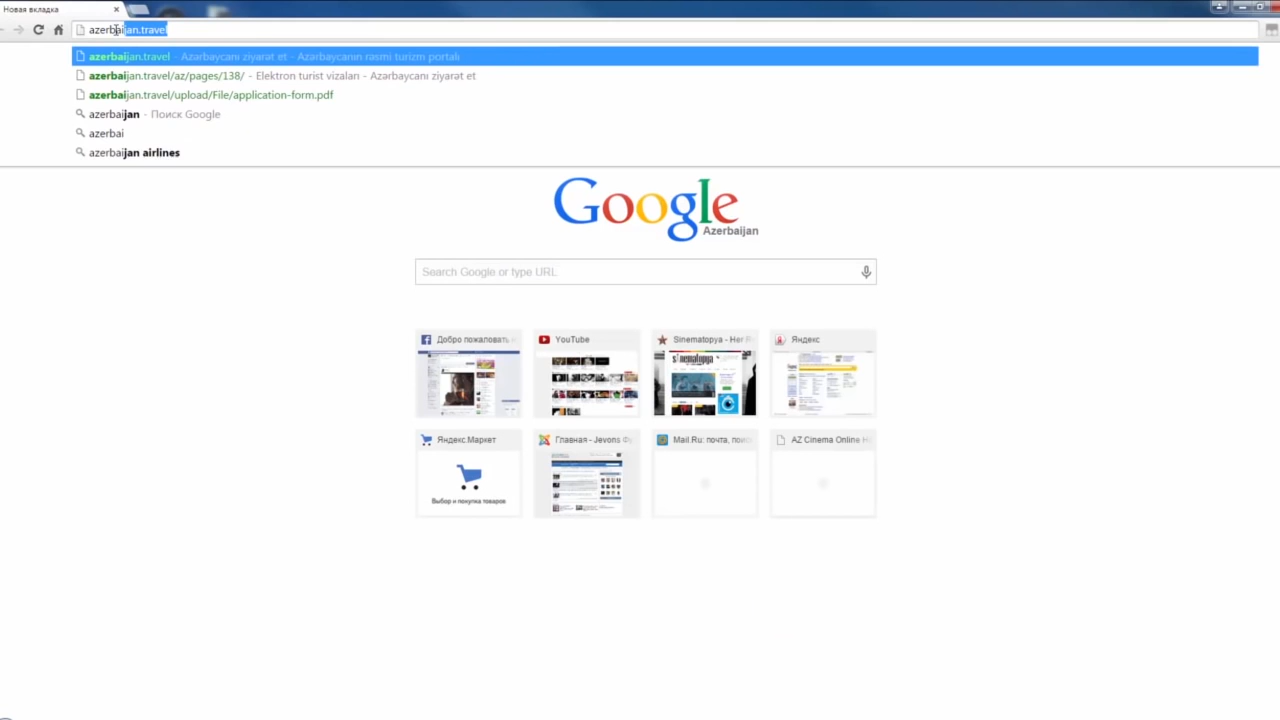 Новая вкладка
azerbaijan.travel
azerbaijan.travel - Azərbaycanı ziyarət et - Azərbaycanın rəsmi turizm portalı
azerbaijan.travel/az/pages/138/ - Elektron turist vizaları - Azərbaycanı ziyarət et
azerbaijan.travel/upload/File/application-form.pdf
azerbaijan - Поиск Google
azerbai
azerbaijan airlines
Google
Azerbaijan
Search Google or type URL
Добро пожаловать
YouTube
Sinematopya - Her
Яндекс
sinematopya
Яндекс.Маркет
Главная - Jevons
Mail.Ru: почта,
AZ Cinema Online
Выбор и покупка товаров